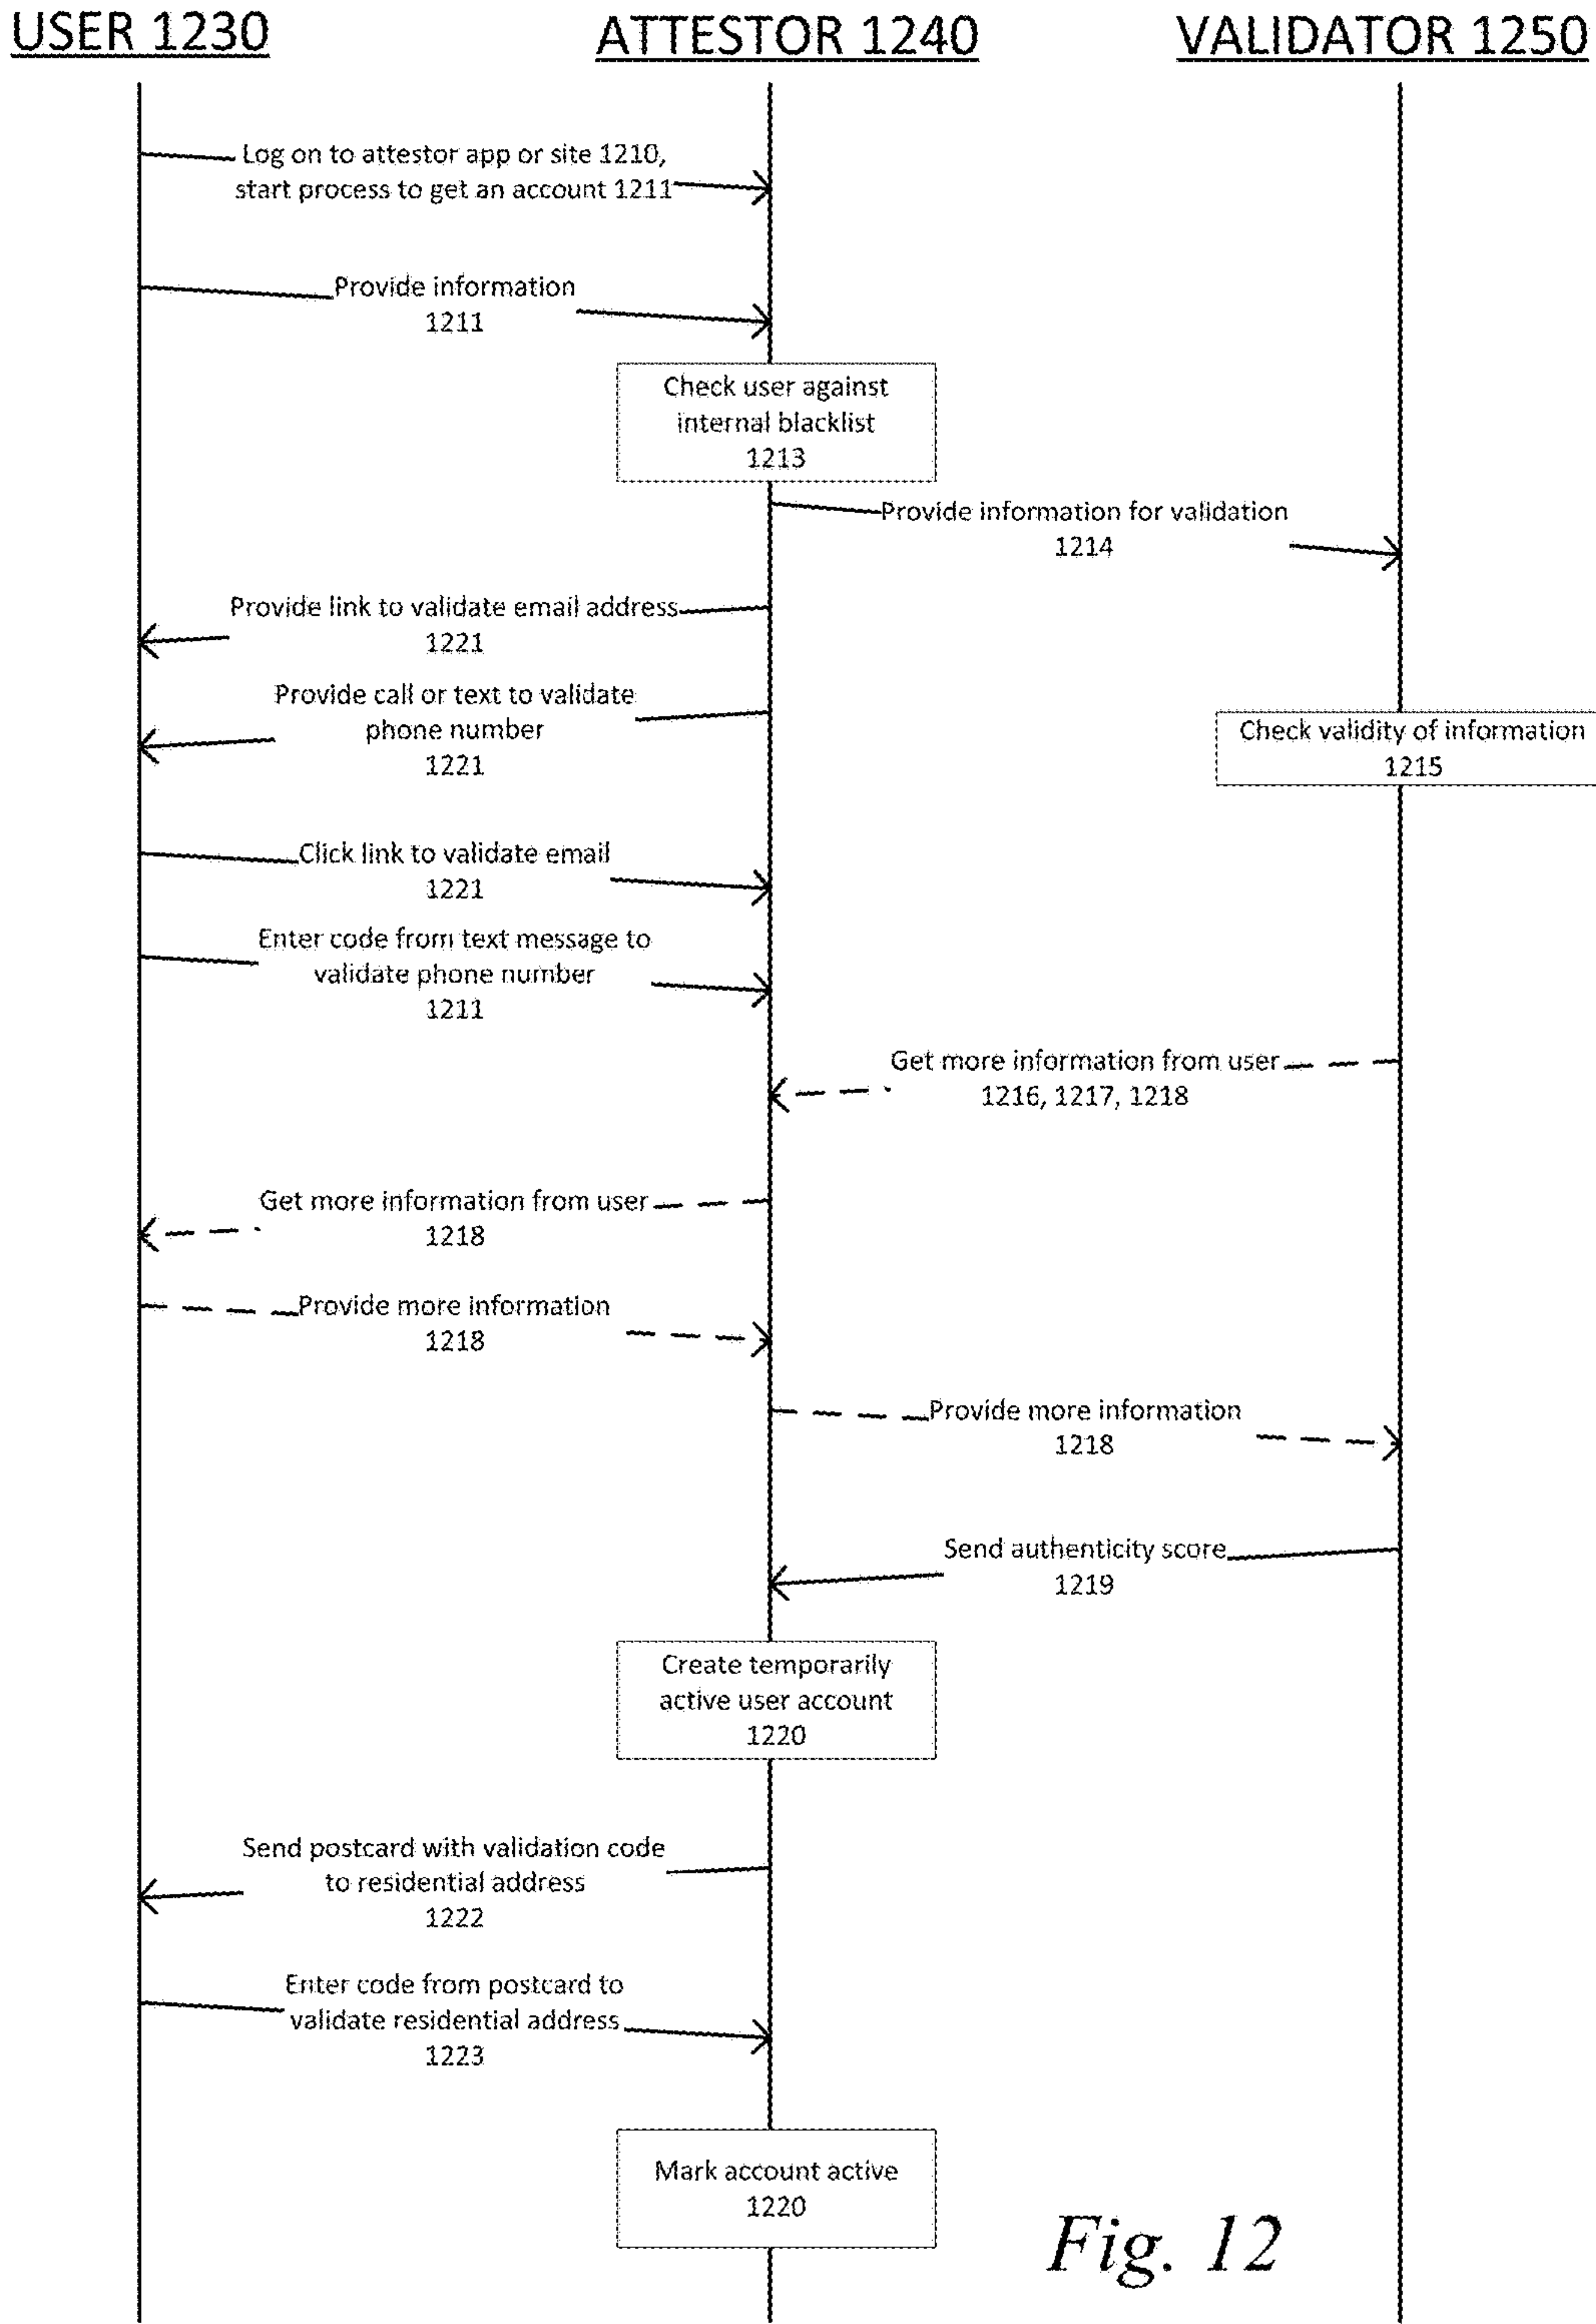 USER 1230
ATTESTOR 1240
VALIDATOR 1250
Log on to attestor app or site 1210,
start process to get an account 1211
Provide information
1211
Check user against
internal blacklist
1213
Provide information for validation
1214
Provide link to validate email address
1221
Provide call or text to validate
phone number
1221
Check validity of information
1215
Click link to validate email
1221
Enter code from text message to
validate phone number
1211
Get more information from user
1216, 1217, 1218
Get more information from user
1218
Provide more information
1218
Provide more information
1218
Send authenticity score
1219
Create temporarily
active user account
1220
Send postcard with validation code
to residential address
1222
Enter code from postcard to
validate residential address
1223
Mark account active
1220
Fig. 12